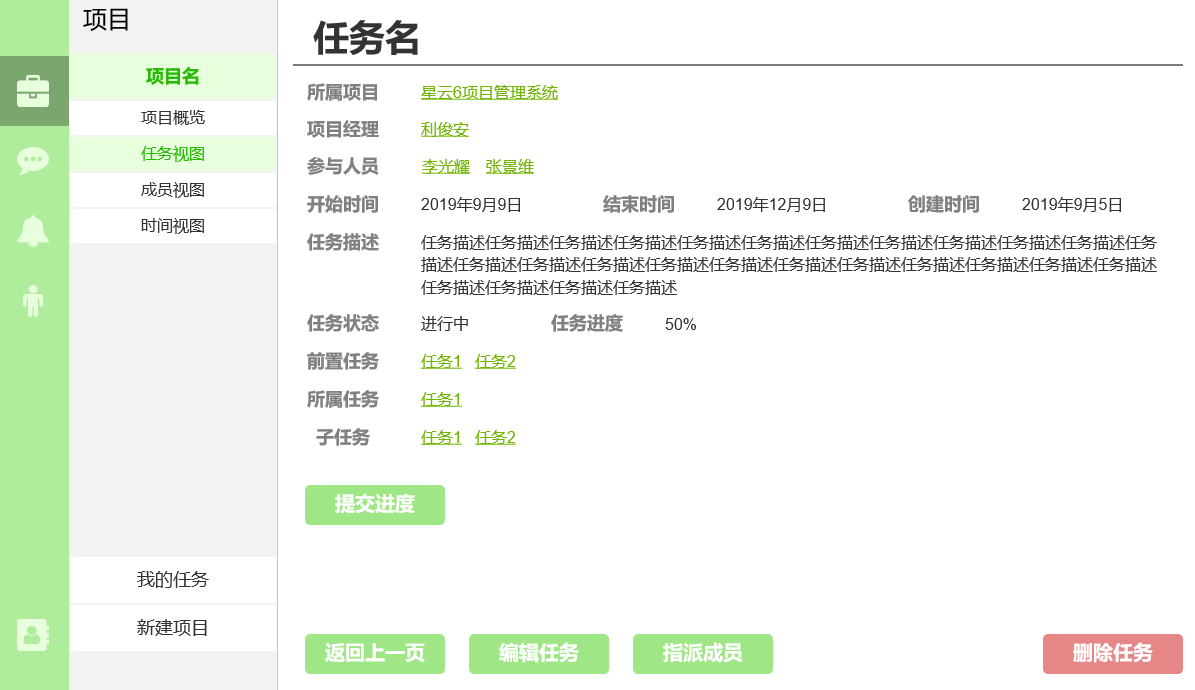 项目
项目名
项目概览
任务视图
成员视图
时间视图
我的任务
新建项目
任务名
所属项目 星云6项目管理系统
项目经理 利俊安
参与人员 李光耀 张景维
开始时间 2019年9月9日 结束时间 2019年12月9日 创建时间 2019年9月5日
任务描述 任务描述任务描述任务描述任务描述任务描述任务描述任务描述任务描述任务描述任务描述任务描述任务
描述任务描述任务描述任务描述任务描述任务描述任务描述任务描述任务描述任务描述任务描述任务描述
任务描述任务描述任务描述任务描述
任务状态 进行中 任务进度 50%
前置任务 任务1 任务2
所属任务 任务1
子任务 任务1 任务2
提交进度
返回上一页 编辑任务 指派成员 删除任务